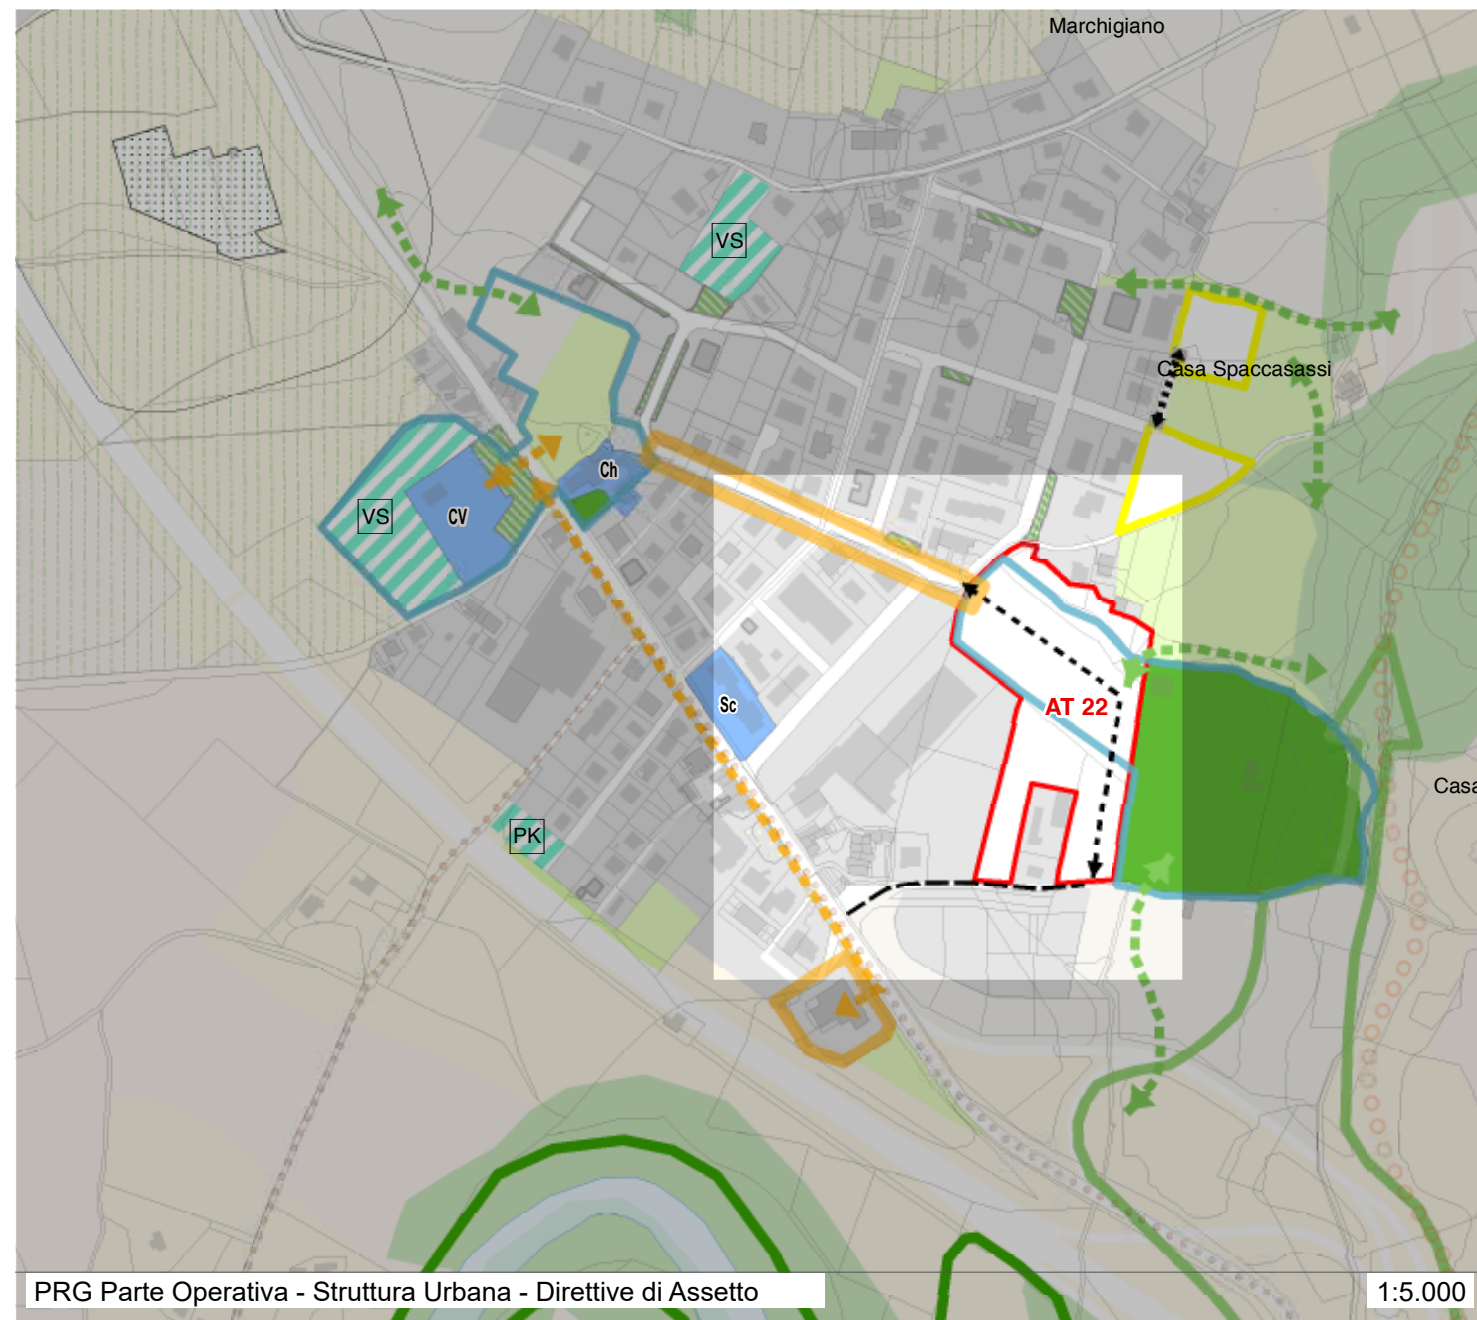 Marchigiano
VS
Casa Spaccasassi
Ch
VS
CV
Sc
AT 22
Casa
PK
PRG Parte Operativa - Struttura Urbana - Direttive di Assetto
1:5.000